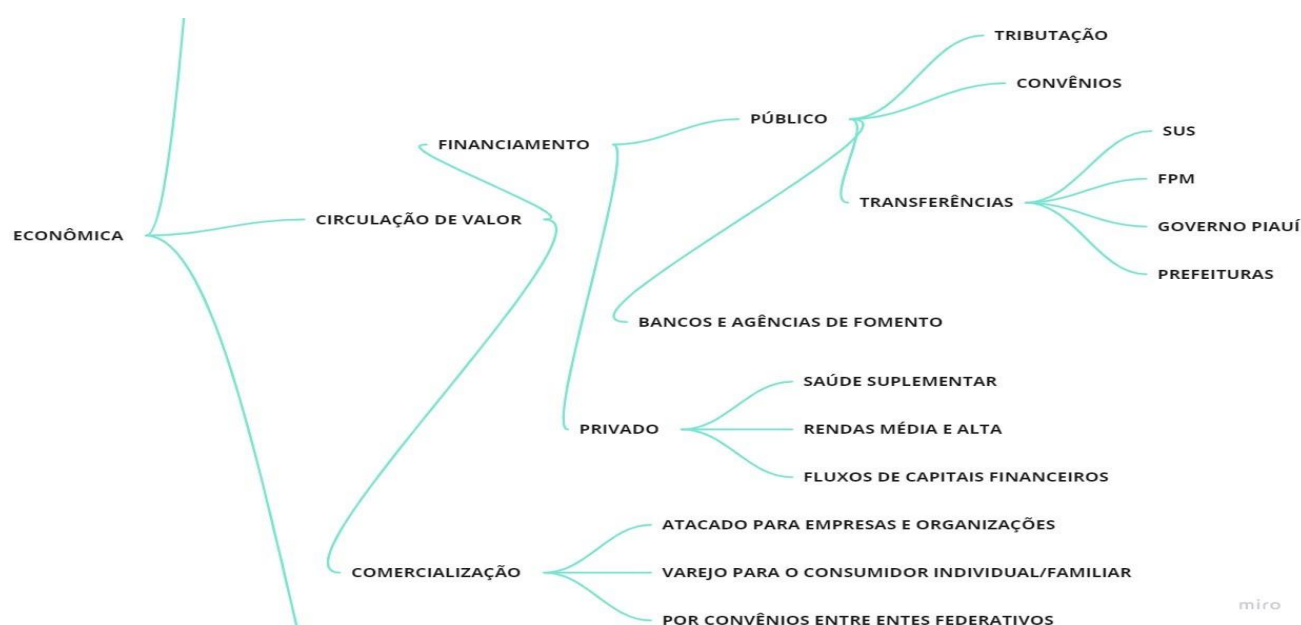 ECONÔMICA
CIRCULAÇÃO DE VALOR
FINANCIAMENTO
PÚBLICO
TRIBUTAÇÃO
CONVÊNIOS
TRANSFERÊNCIAS
SUS
FPM
GOVERNO PIAUÍ
PREFEITURAS
BANCOS E AGÊNCIAS DE FOMENTO
PRIVADO
SAÚDE SUPLEMENTAR
RENDAS MÉDIA E ALTA
FLUXOS DE CAPITAIS FINANCEIROS
COMERCIALIZAÇÃO
ATACADO PARA EMPRESAS E ORGANIZAÇÕES
VAREJO PARA O CONSUMIDOR INDIVIDUAL/FAMILIAR
POR CONVÊNIOS ENTRE ENTES FEDERATIVOS
miro